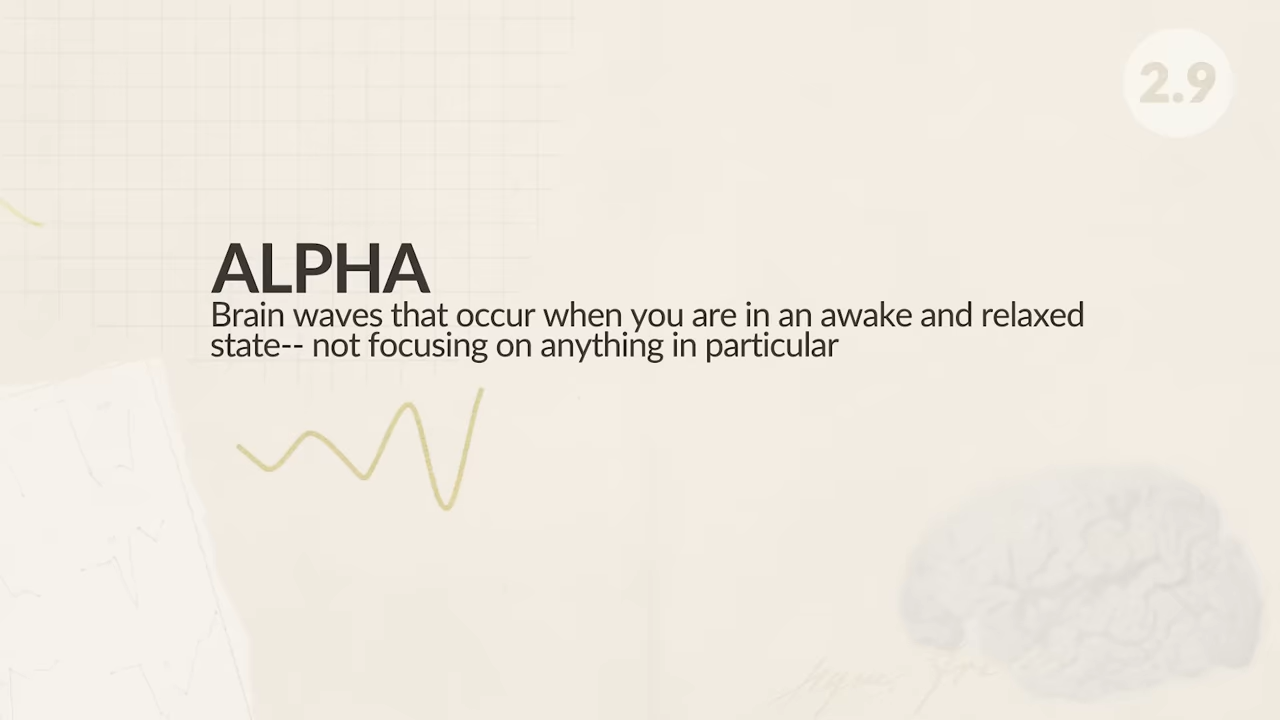 2.9
ALPHA
Brain waves that occur when you are in an awake and relaxed
state-- not focusing on anything in particular